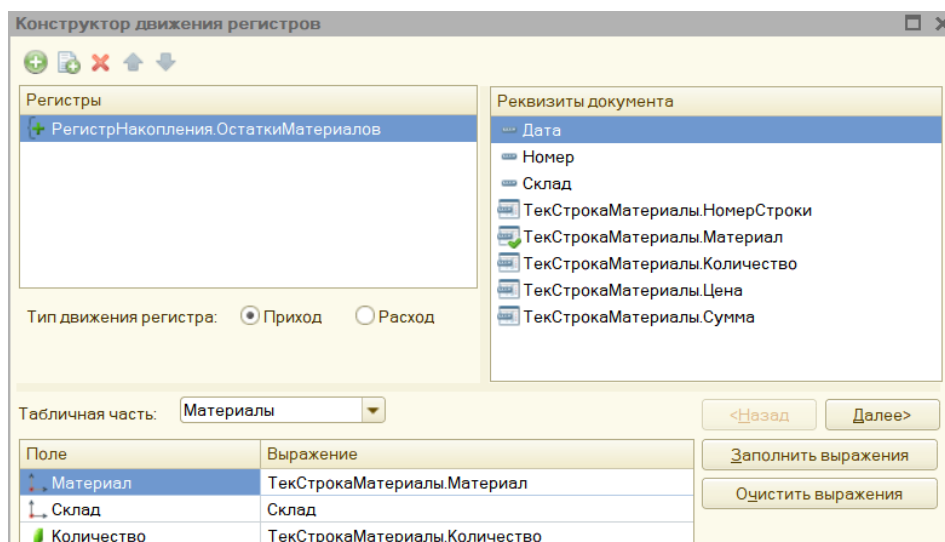 Конструктор движения регистров
Регистры
РегистрНакопления.ОстаткиМатериалов
Тип движения регистра: Приход Расход
Реквизиты документа
Дата
Номер
Склад
ТекСтрокаМатериалы.НомерСтроки
ТекСтрокаМатериалы.Материал
ТекСтрокаМатериалы.Количество
ТекСтрокаМатериалы.Цена
ТекСтрокаМатериалы.Сумма
Табличная часть: Материалы
<Назад Далее>
Поле Выражение
Материал ТекСтрокаМатериалы.Материал
Склад Склад
Количество ТекСтрокаМатериалы.Количество
Заполнить выражения
Очистить выражения